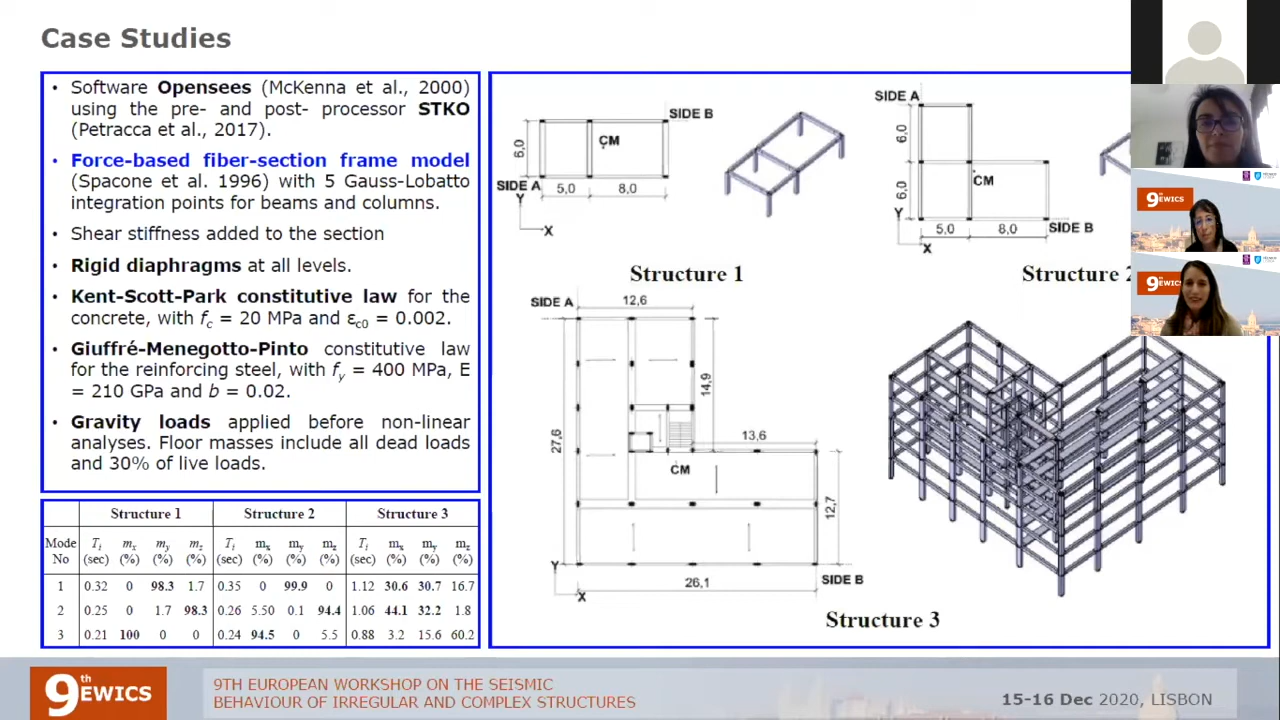 Case Studies
• Software Opensees (McKenna et al., 2000)
using the pre- and post- processor STKO
(Petracca et al., 2017).
• Force-based fiber-section frame model
(Spacone et al. 1996) with 5 Gauss-Lobatto
integration points for beams and columns.
• Shear stiffness added to the section
• Rigid diaphragms at all levels.
• Kent-Scott-Park constitutive law for the
concrete, with fc = 20 MPa and εc0 = 0.002.
• Giuffré-Menegotto-Pinto constitutive law
for the reinforcing steel, with fy = 400 MPa, E
= 210 GPa and b = 0.02.
• Gravity loads applied before non-linear
analyses. Floor masses include all dead loads
and 30% of live loads.
Structure 1 Structure 2 Structure 3
Mode No Ti (sec) mx (%) my (%) mz (%) Ti (sec) mx (%) my (%) mz (%) Ti (sec) mx (%) my (%) mz (%)
1 0.32 0 98.3 1.7 0.35 0 99.9 0 1.12 30.6 30.7 16.7
2 0.25 0 1.7 98.3 0.26 5.50 0.1 94.4 1.06 44.1 32.2 1.8
3 0.21 100 0 0 0.24 94.5 0 5.5 0.88 3.2 15.6 60.2
SIDE B
CM
6,0
SIDE A
5,0 8,0
Y
X
Structure 1
SIDE A
6,0
CM
6,0
Y
5,0 8,0
SIDE B
X
Structure 2
SIDE A
12,6
14,9
27,6
13,6
CM
12,7
Y
26,1
SIDE B
X
Structure 3
9th
EWICS
9th
EWICS
9th EWICS
9TH EUROPEAN WORKSHOP ON THE SEISMIC
BEHAVIOUR OF IRREGULAR AND COMPLEX STRUCTURES
15-16 Dec 2020, LISBON